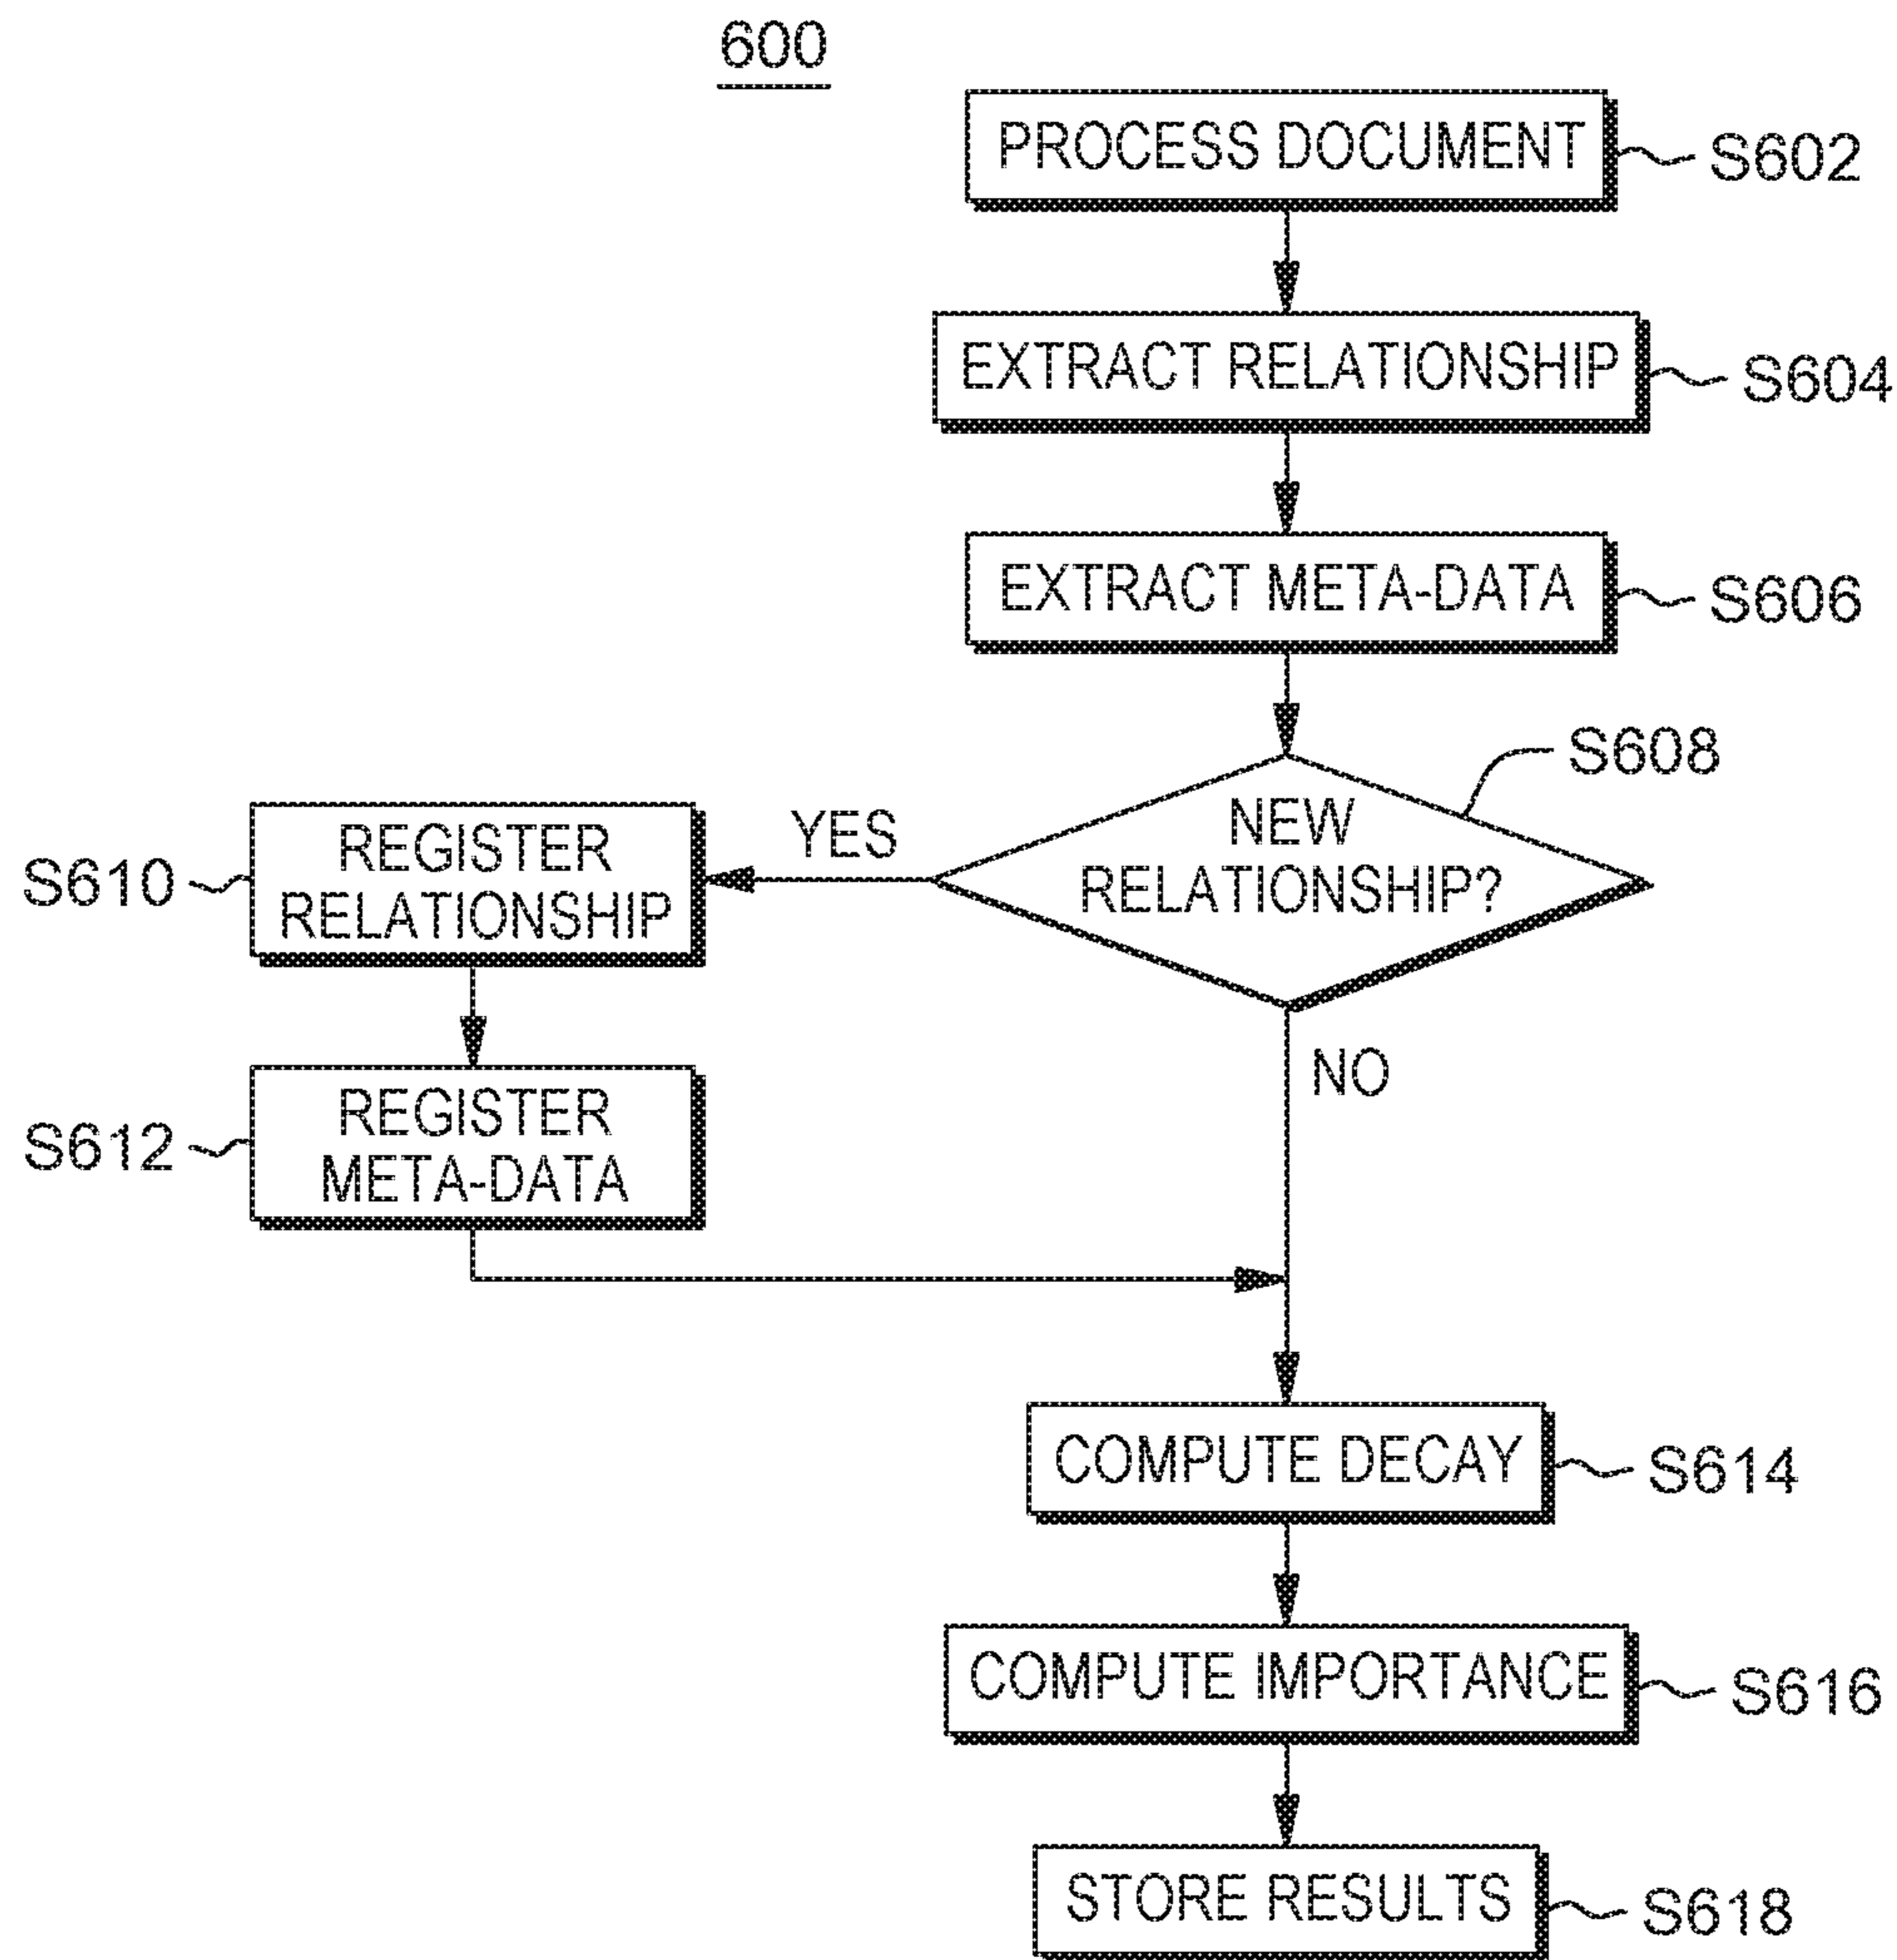 600
PROCESS DOCUMENT
S602
EXTRACT RELATIONSHIP
S604
EXTRACT META-DATA
S606
S608
NEW
RELATIONSHIP?
YES
REGISTER
RELATIONSHIP
S610
NO
REGISTER
META-DATA
S612
COMPUTE DECAY
S614
COMPUTE IMPORTANCE
S616
STORE RESULTS
S618